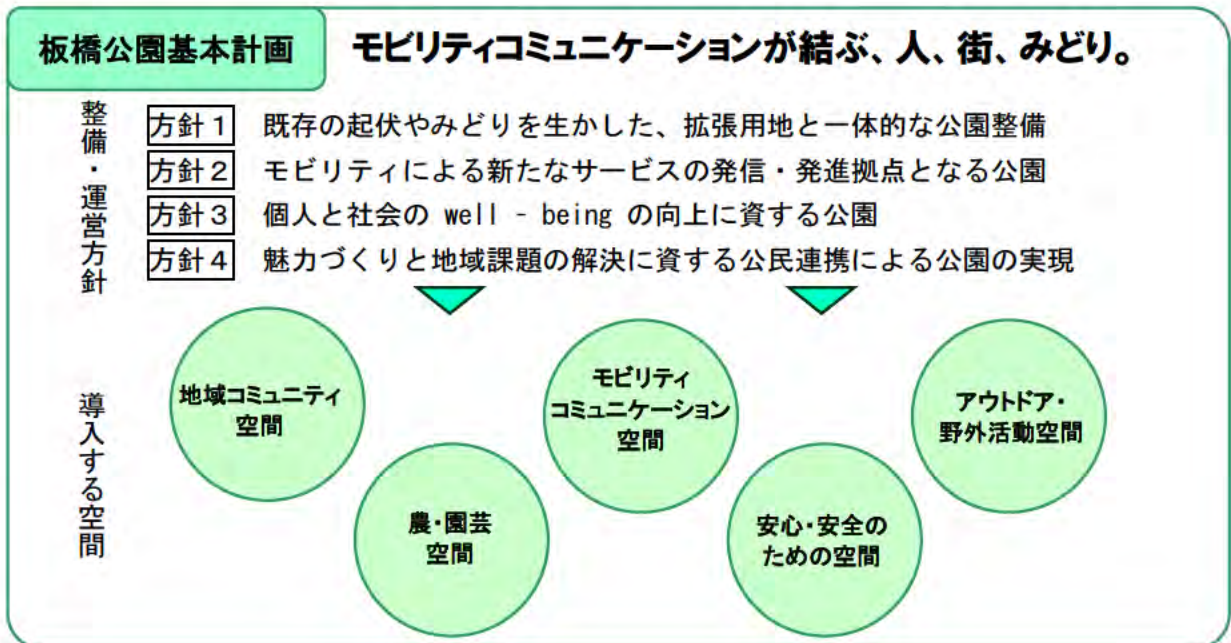 板橋公園基本計画
モビリティコミュニケーションが結ぶ、人、街、みどり。
整備・運営方針
方針1 既存の起伏やみどりを生かした、拡張用地と一体的な公園整備
方針2 モビリティによる新たなサービスの発信・発進拠点となる公園
方針3 個人と社会の well‐being の向上に資する公園
方針4 魅力づくりと地域課題の解決に資する公民連携による公園の実現
導入する空間
地域コミュニティ
空間
農・園芸
空間
モビリティ
コミュニケーション
空間
安心・安全の
ための空間
アウトドア・
野外活動空間